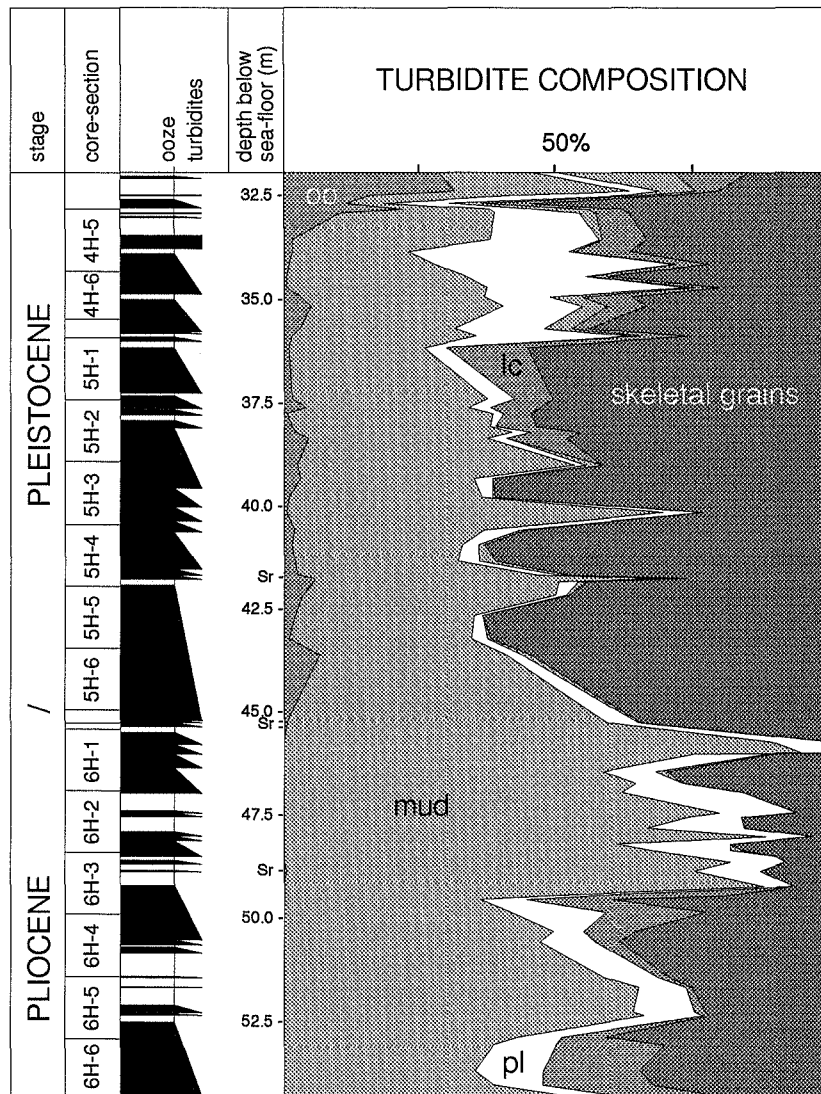 stage
core-section
ooze
turbidites
depth below
sea-floor (m)
TURBIDITE COMPOSITION
50%
PLEISTOCENE
/
PLIOCENE
4H-5
4H-6
5H-1
5H-2
5H-3
5H-4
5H-5
5H-6
6H-1
6H-2
6H-3
6H-4
6H-5
6H-6
32.5
35.0
37.5
40.0
Sr
42.5
45.0
Sr
47.5
Sr
50.0
52.5
oo
lc
skeletal grains
mud
pl